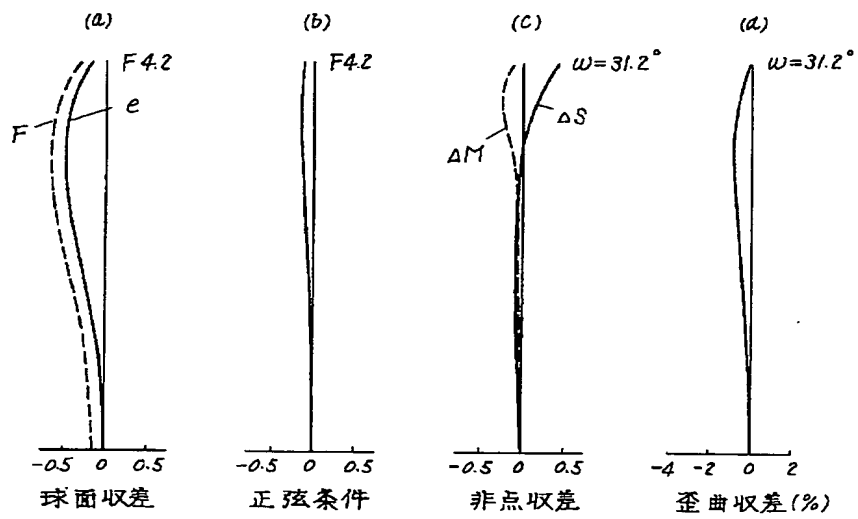 (a) (b) (c) (d)
F4.2 F4.2 ω=31.2° ω=31.2°
F e ΔM ΔS
-0.5 0 0.5 -0.5 0 0.5 -0.5 0 0.5 -4 -2 0 2
球面収差 正弦条件 非点収差 歪曲収差(%)